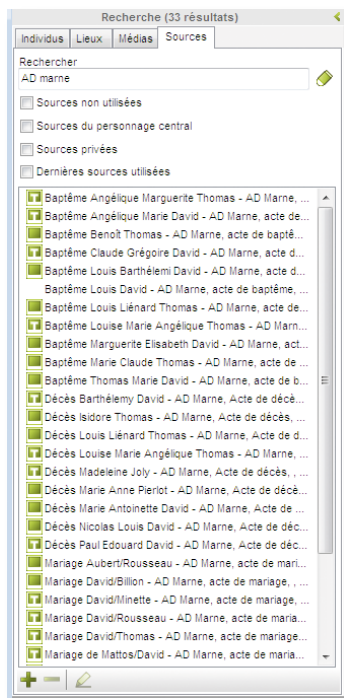 Recherche (33 résultats)
Individus Lieux Médias Sources
Rechercher
AD marne
Sources non utilisées
Sources du personnage central
Sources privées
Dernières sources utilisées
Baptême Angélique Marguerite Thomas - AD Marne, ...
Baptême Angélique Marie David - AD Marne, acte de...
Baptême Benoît Thomas - AD Marne, acte de baptê...
Baptême Claude Grégoire David - AD Marne, acte d...
Baptême Louis Barthélemi David - AD Marne, acte d...
Baptême Louis David - AD Marne, acte de baptême, ...
Baptême Louis Liénard Thomas - AD Marne, acte de...
Baptême Louise Marie Angélique Thomas - AD Marn...
Baptême Marguerite Elisabeth David - AD Marne, act...
Baptême Marie Claude Thomas - AD Marne, acte de ...
Baptême Thomas Marie David - AD Marne, acte de b...
Décès Barthélemy David - AD Marne, Acte de décè...
Décès Isidore Thomas - AD Marne, Acte de décès, ...
Décès Louis Liénard Thomas - AD Marne, Acte de d...
Décès Louise Marie Angélique Thomas - AD Marne, ...
Décès Madeleine Joly - AD Marne, Acte de décès, , ...
Décès Marie Anne Pierlot - AD Marne, Acte de décè...
Décès Marie Antoinette David - AD Marne, Acte de ...
Décès Nicolas Louis David - AD Marne, Acte de déc...
Décès Paul Edouard David - AD Marne, Acte de déc...
Mariage Aubert/Rousseau - AD Marne, acte de mari...
Mariage David/Billion - AD Marne, acte de mariage, , ...
Mariage David/Minette - AD Marne, acte de mariage, ...
Mariage David/Rousseau - AD Marne, acte de maria...
Mariage David/Thomas - AD Marne, acte de mariage...
Mariage de Mattos/David - AD Marne, acte de maria...